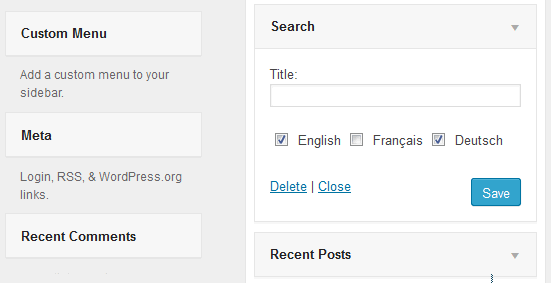 Custom Menu
Add a custom menu to your
sidebar.
Meta
Login, RSS, & WordPress.org
links.
Recent Comments
Search
Title:
English Français Deutsch
Delete | Close
Save
Recent Posts